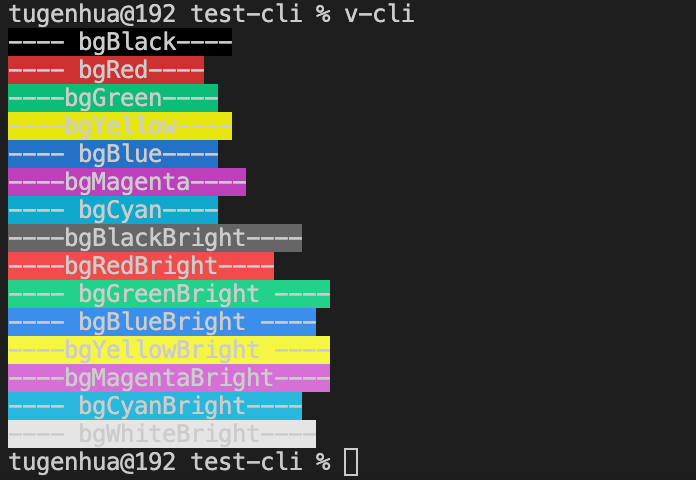 tugenhua@192 test-cli % v-cli
---- bgBlack----
---- bgRed----
----bgGreen----
----bgYellow----
---- bgBlue----
----bgMagenta----
---- bgCyan----
----bgBlackBright----
----bgRedBright----
---- bgGreenBright ----
---- bgBlueBright ----
----bgYellowBright ----
----bgMagentaBright----
---- bgCyanBright----
---- bgWhiteBright----
tugenhua@192 test-cli %